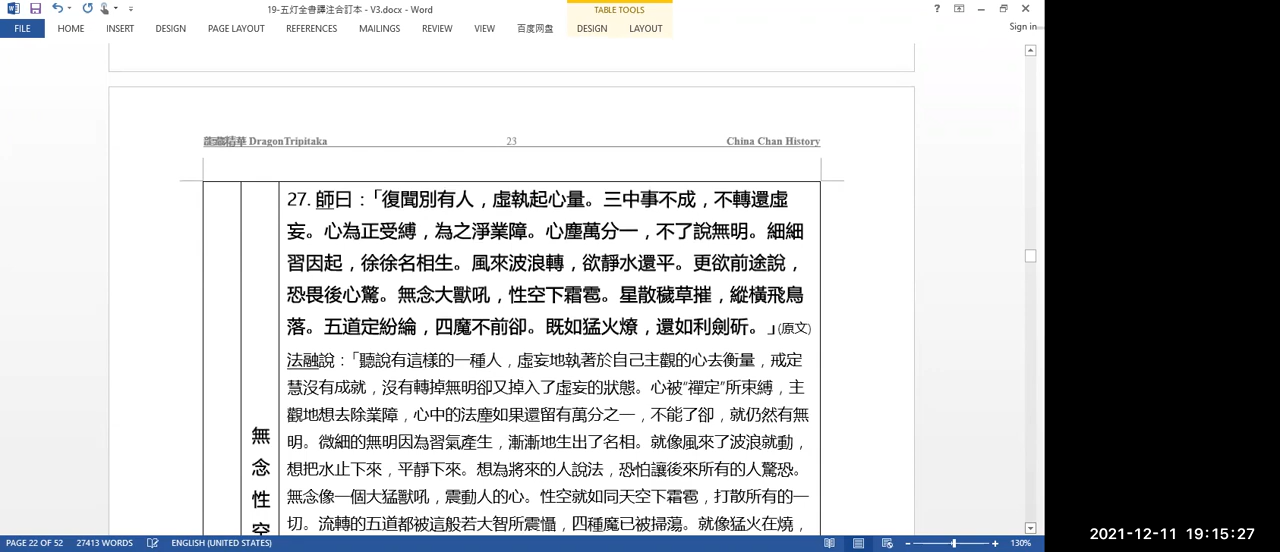 19-五灯全書譯注合訂本 - V3.docx - Word
TABLE TOOLS
Sign in
FILE HOME INSERT DESIGN PAGE LAYOUT REFERENCES MAILINGS REVIEW VIEW 百度网盘 DESIGN LAYOUT
龍藏精華 DragonTripitaka 23 China Chan History
27. 師曰：「復聞別有人，虛執起心量。三中事不成，不轉還虛
妄。心為正受縛，為之淨業障。心塵萬分一，不了說無明。細細
習因起，徐徐名相生。風來波浪轉，欲靜水還平。更欲前途說，
恐畏後心驚。無念大獸吼，性空下霜雹。星散穢草摧，縱橫飛鳥
落。五道定紛綸，四魔不前卻。既如猛火燎，還如利劍斫。」(原文)
法融說：「聽說有這樣的一種人，虛妄地執著於自己主觀的心去衡量，戒定
慧沒有成就，沒有轉掉無明卻又掉入了虛妄的狀態。心被“禪定”所束縛，主
觀地想去除業障，心中的法塵如果還留有萬分之一，不能了卻，就仍然有無
明。微細的無明因為習氣產生，漸漸地生出了名相。就像風來了波浪就動，
想把水止下來，平靜下來。想為將來的人說法，恐怕讓後來所有的人驚恐。
無念像一個大猛獸吼，震動人的心。性空就如同天空下霜雹，打散所有的一
切。流轉的五道都被這般若大智所震懾，四種魔已被掃蕩。就像猛火在燒，
無念性空
PAGE 22 OF 52 27413 WORDS ENGLISH (UNITED STATES) 130%
2021-12-11 19:15:27